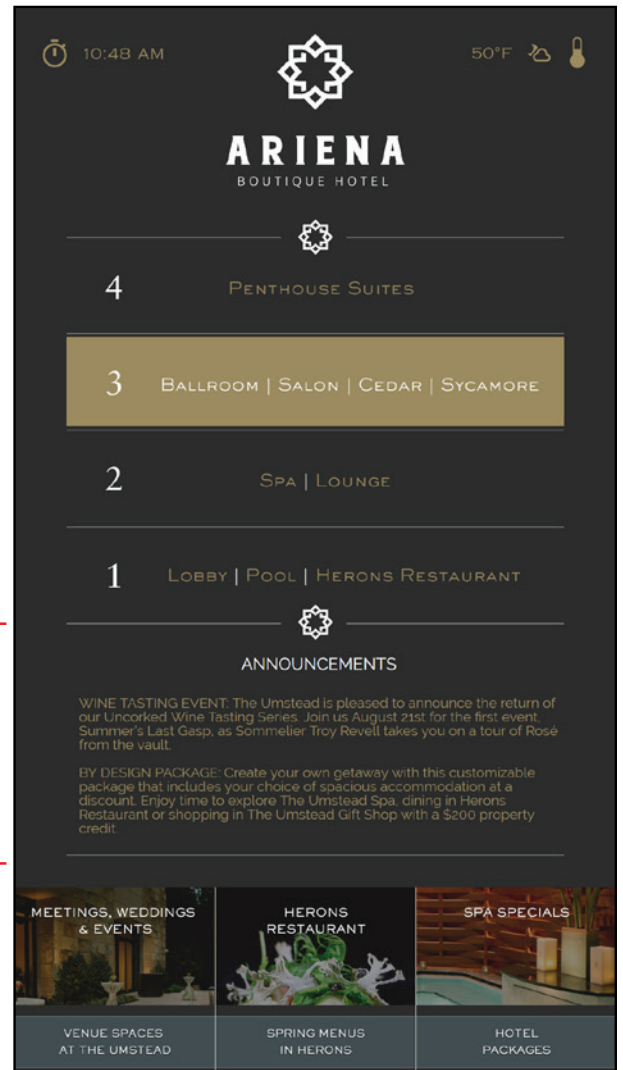 10:48 AM
50°F
ARIENA
BOUTIQUE HOTEL
4 PENTHOUSE SUITES
3 BALLROOM | SALON | CEDAR | SYCAMORE
2 SPA | LOUNGE
1 LOBBY | POOL | HERONS RESTAURANT
ANNOUNCEMENTS
WINE TASTING EVENT: The Umstead is pleased to announce the return of
our Uncorked Wine Tasting Series. Join us August 21st for the first event,
Summer's Last Gasp, as Sommelier Troy Revell takes you on a tour of Rosé
from the vault.
BY DESIGN PACKAGE: Create your own getaway with this customizable
package that includes your choice of spacious accommodation at a
discount. Enjoy time to explore The Umstead Spa, dining in Herons
Restaurant or shopping in The Umstead Gift Shop with a $200 property
credit.
MEETINGS, WEDDINGS
& EVENTS
HERONS
RESTAURANT
SPA SPECIALS
VENUE SPACES
AT THE UMSTEAD
SPRING MENUS
IN HERONS
HOTEL
PACKAGES